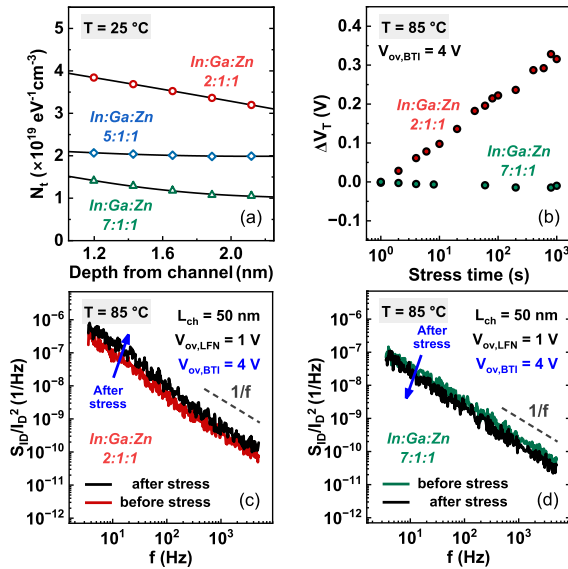 T = 25 °C
In:Ga:Zn
2:1:1
In:Ga:Zn
5:1:1
In:Ga:Zn
7:1:1
(a)
5
4
3
2
1
0
1.2 1.6 2.0
N_t (×10^19 eV^-1cm^-3)
Depth from channel (nm)
T = 85 °C
V_ov,BTI = 4 V
In:Ga:Zn
2:1:1
In:Ga:Zn
7:1:1
(b)
0.4
0.3
0.2
0.1
0.0
−0.1
10^0 10^1 10^2 10^3
ΔV_T (V)
Stress time (s)
T = 85 °C
L_ch = 50 nm
V_ov,LFN = 1 V
V_ov,BTI = 4 V
After
stress
1/f
In:Ga:Zn
2:1:1
after stress
before stress
(c)
10^-6
10^-7
10^-8
10^-9
10^-10
10^-11
10^-12
10^1 10^2 10^3
S_ID/I_D^2 (1/Hz)
f (Hz)
T = 85 °C
L_ch = 50 nm
After
stress
V_ov,LFN = 1 V
V_ov,BTI = 4 V
1/f
In:Ga:Zn
7:1:1
before stress
after stress
(d)
10^-6
10^-7
10^-8
10^-9
10^-10
10^-11
10^-12
10^1 10^2 10^3
S_ID/I_D^2 (1/Hz)
f (Hz)